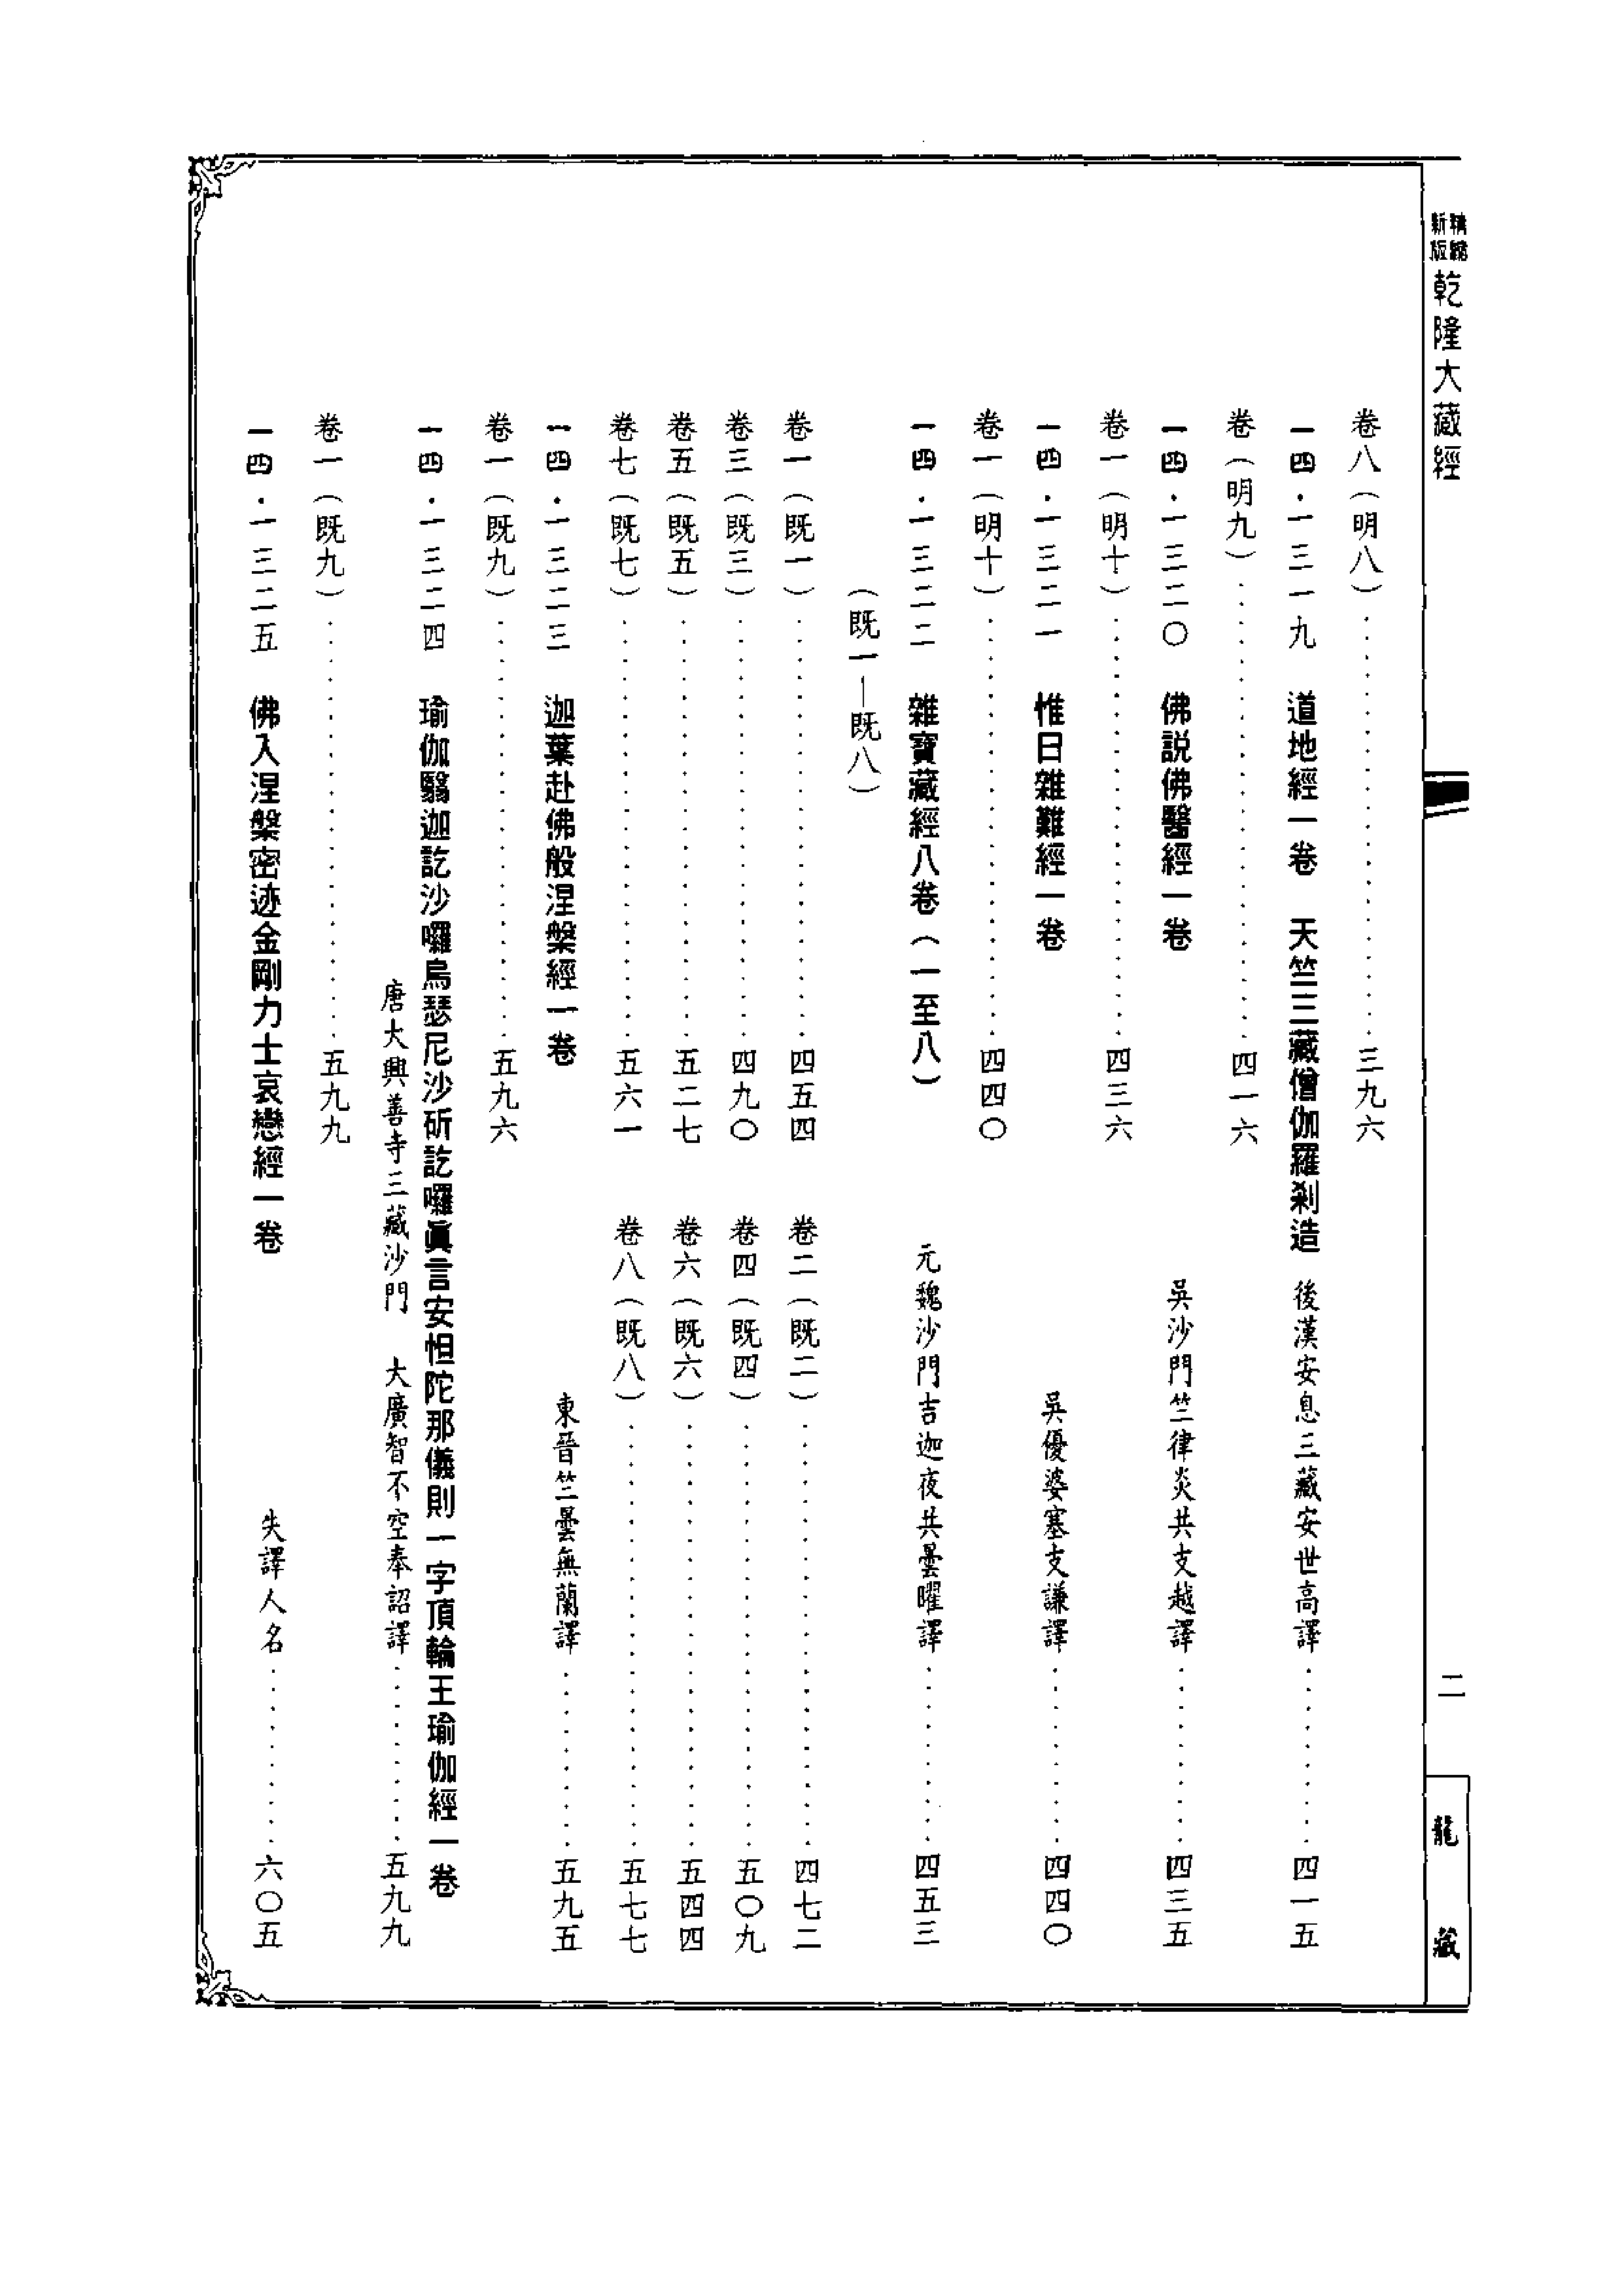 精縮
新版
乾隆大藏經
二
龍藏
卷八(明八)……三九六
一四·一三一九 道地經一卷 天竺三藏僧伽羅剎造 後漢安息三藏安世高譯……四一五
卷(明九)……四一六
一四·一三二〇 佛説佛醫經一卷 吳沙門竺律炎共支越譯……四三五
卷一(明十)……四三六
一四·一三二一 惟日雜難經一卷 吳優婆塞支謙譯……四四〇
卷一(明十)……四四〇
一四·一三二二 雜寶藏經八卷(一至八) 元魏沙門吉迦夜共曇曜譯……四五三
(既一—既八)
卷一(既一)……四五四 卷二(既二)……四七二
卷三(既三)……四九〇 卷四(既四)……五〇九
卷五(既五)……五二七 卷六(既六)……五四四
卷七(既七)……五六一 卷八(既八)……五七七
一四·一三二三 迦葉赴佛般涅槃經一卷 東晉竺曇無蘭譯……五九五
卷一(既九)……五九六
一四·一三二四 瑜伽翳迦訖沙囉烏瑟尼沙斫訖囉眞言安怛陀那儀則一字頂輪王瑜伽經一卷
唐大興善寺三藏沙門 大廣智不空奉詔譯……五九九
卷一(既九)……五九九
一四·一三二五 佛入涅槃密迹金剛力士哀戀經一卷 失譯人名……六〇五